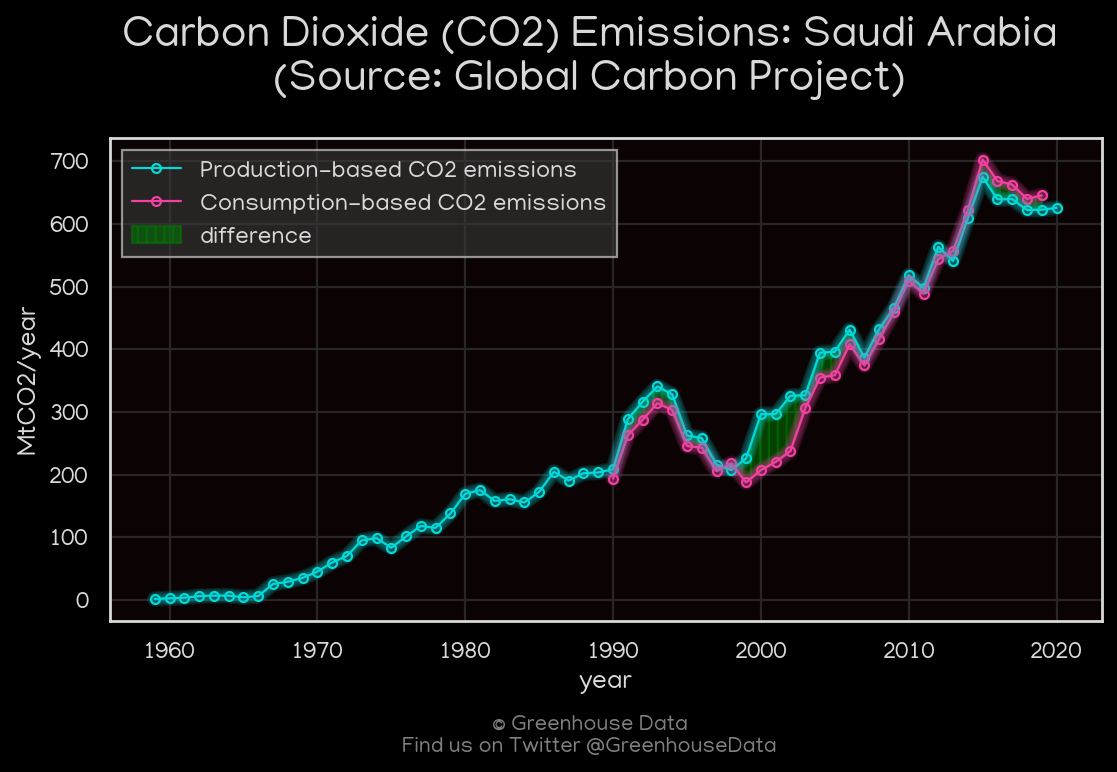 Carbon Dioxide (CO2) Emissions: Saudi Arabia
(Source: Global Carbon Project)
Production-based CO2 emissions
Consumption-based CO2 emissions
difference
MtCO2/year
700
600
500
400
300
200
100
0
1960 1970 1980 1990 2000 2010 2020
year
© Greenhouse Data
Find us on Twitter @GreenhouseData